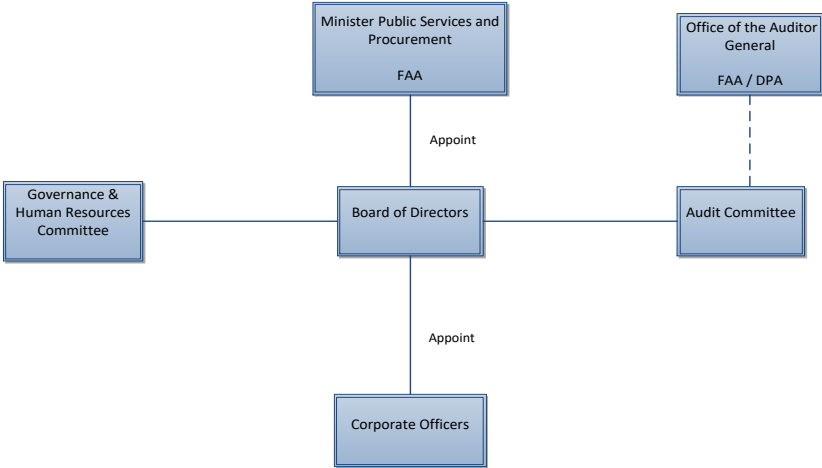 Minister Public Services and
Procurement
FAA
Office of the Auditor
General
FAA / DPA
Appoint
Governance &
Human Resources
Committee
Board of Directors
Audit Committee
Appoint
Corporate Officers